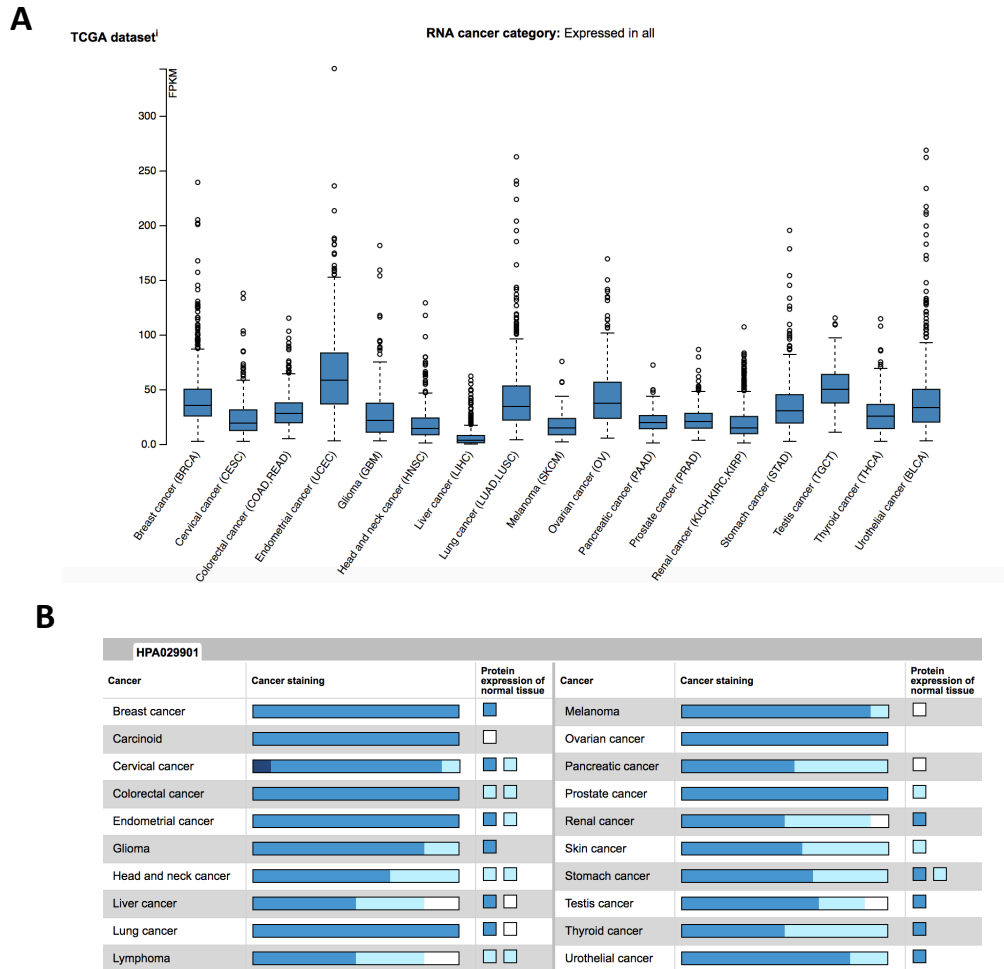 A
TCGA datasetⁱ
RNA cancer category: Expressed in all
FPKM
300
250
200
150
100
50
0.0
Breast cancer (BRCA)
Cervical cancer (CESC)
Colorectal cancer (COAD,READ)
Endometrial cancer (UCEC)
Glioma (GBM)
Head and neck cancer (HNSC)
Liver cancer (LIHC)
Lung cancer (LUAD,LUSC)
Melanoma (SKCM)
Ovarian cancer (OV)
Pancreatic cancer (PAAD)
Prostate cancer (PRAD)
Renal cancer (KICH,KIRC,KIRP)
Stomach cancer (STAD)
Testis cancer (TGCT)
Thyroid cancer (THCA)
Urothelial cancer (BLCA)
B
HPA029901
Cancer
Cancer staining
Protein
expression of
normal tissue
Breast cancer
Carcinoid
Cervical cancer
Colorectal cancer
Endometrial cancer
Glioma
Head and neck cancer
Liver cancer
Lung cancer
Lymphoma
Cancer
Cancer staining
Protein
expression of
normal tissue
Melanoma
Ovarian cancer
Pancreatic cancer
Prostate cancer
Renal cancer
Skin cancer
Stomach cancer
Testis cancer
Thyroid cancer
Urothelial cancer